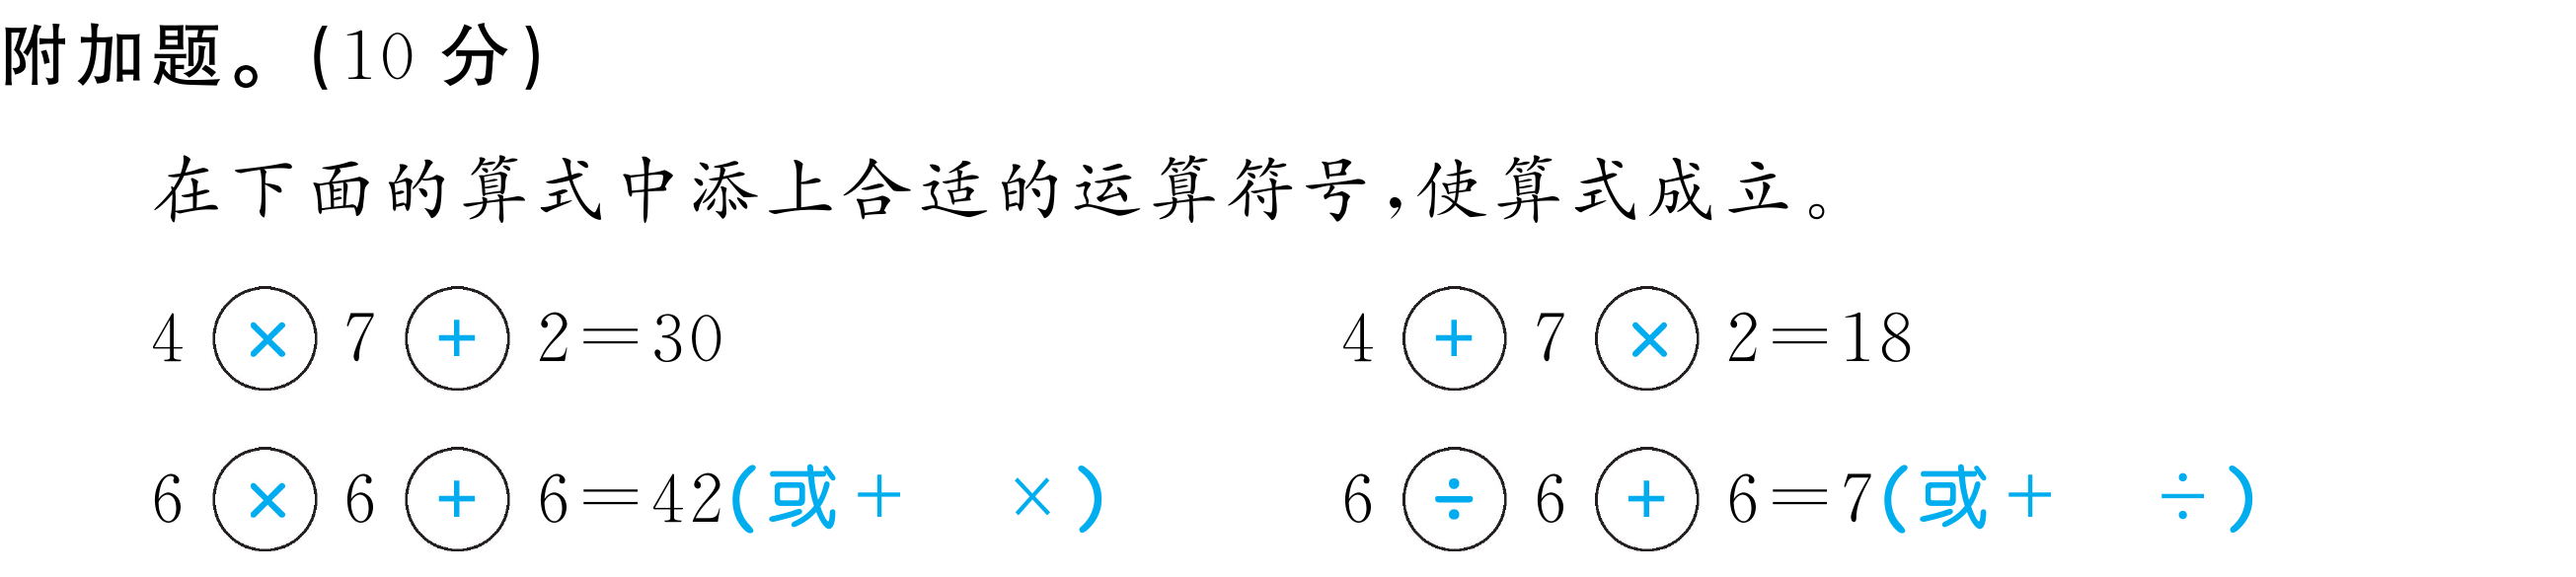 附加题。(10 分)
在下面的算式中添上合适的运算符号,使算式成立。
4 × 7 + 2=30 4 + 7 × 2=18
6 × 6 + 6=42(或+ ×) 6 ÷ 6 + 6=7(或+ ÷)